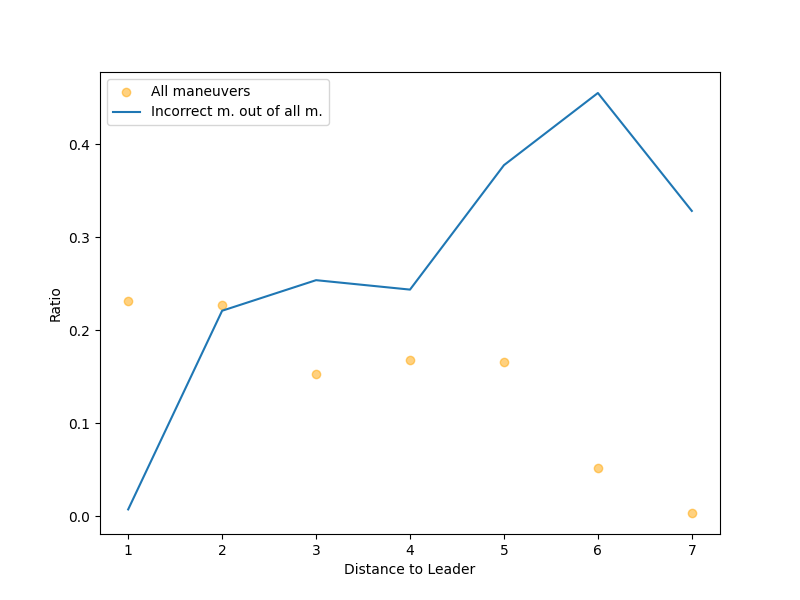 All maneuvers
Incorrect m. out of all m.
0.4
0.3
0.2
0.1
0.0
Ratio
1 2 3 4 5 6 7
Distance to Leader